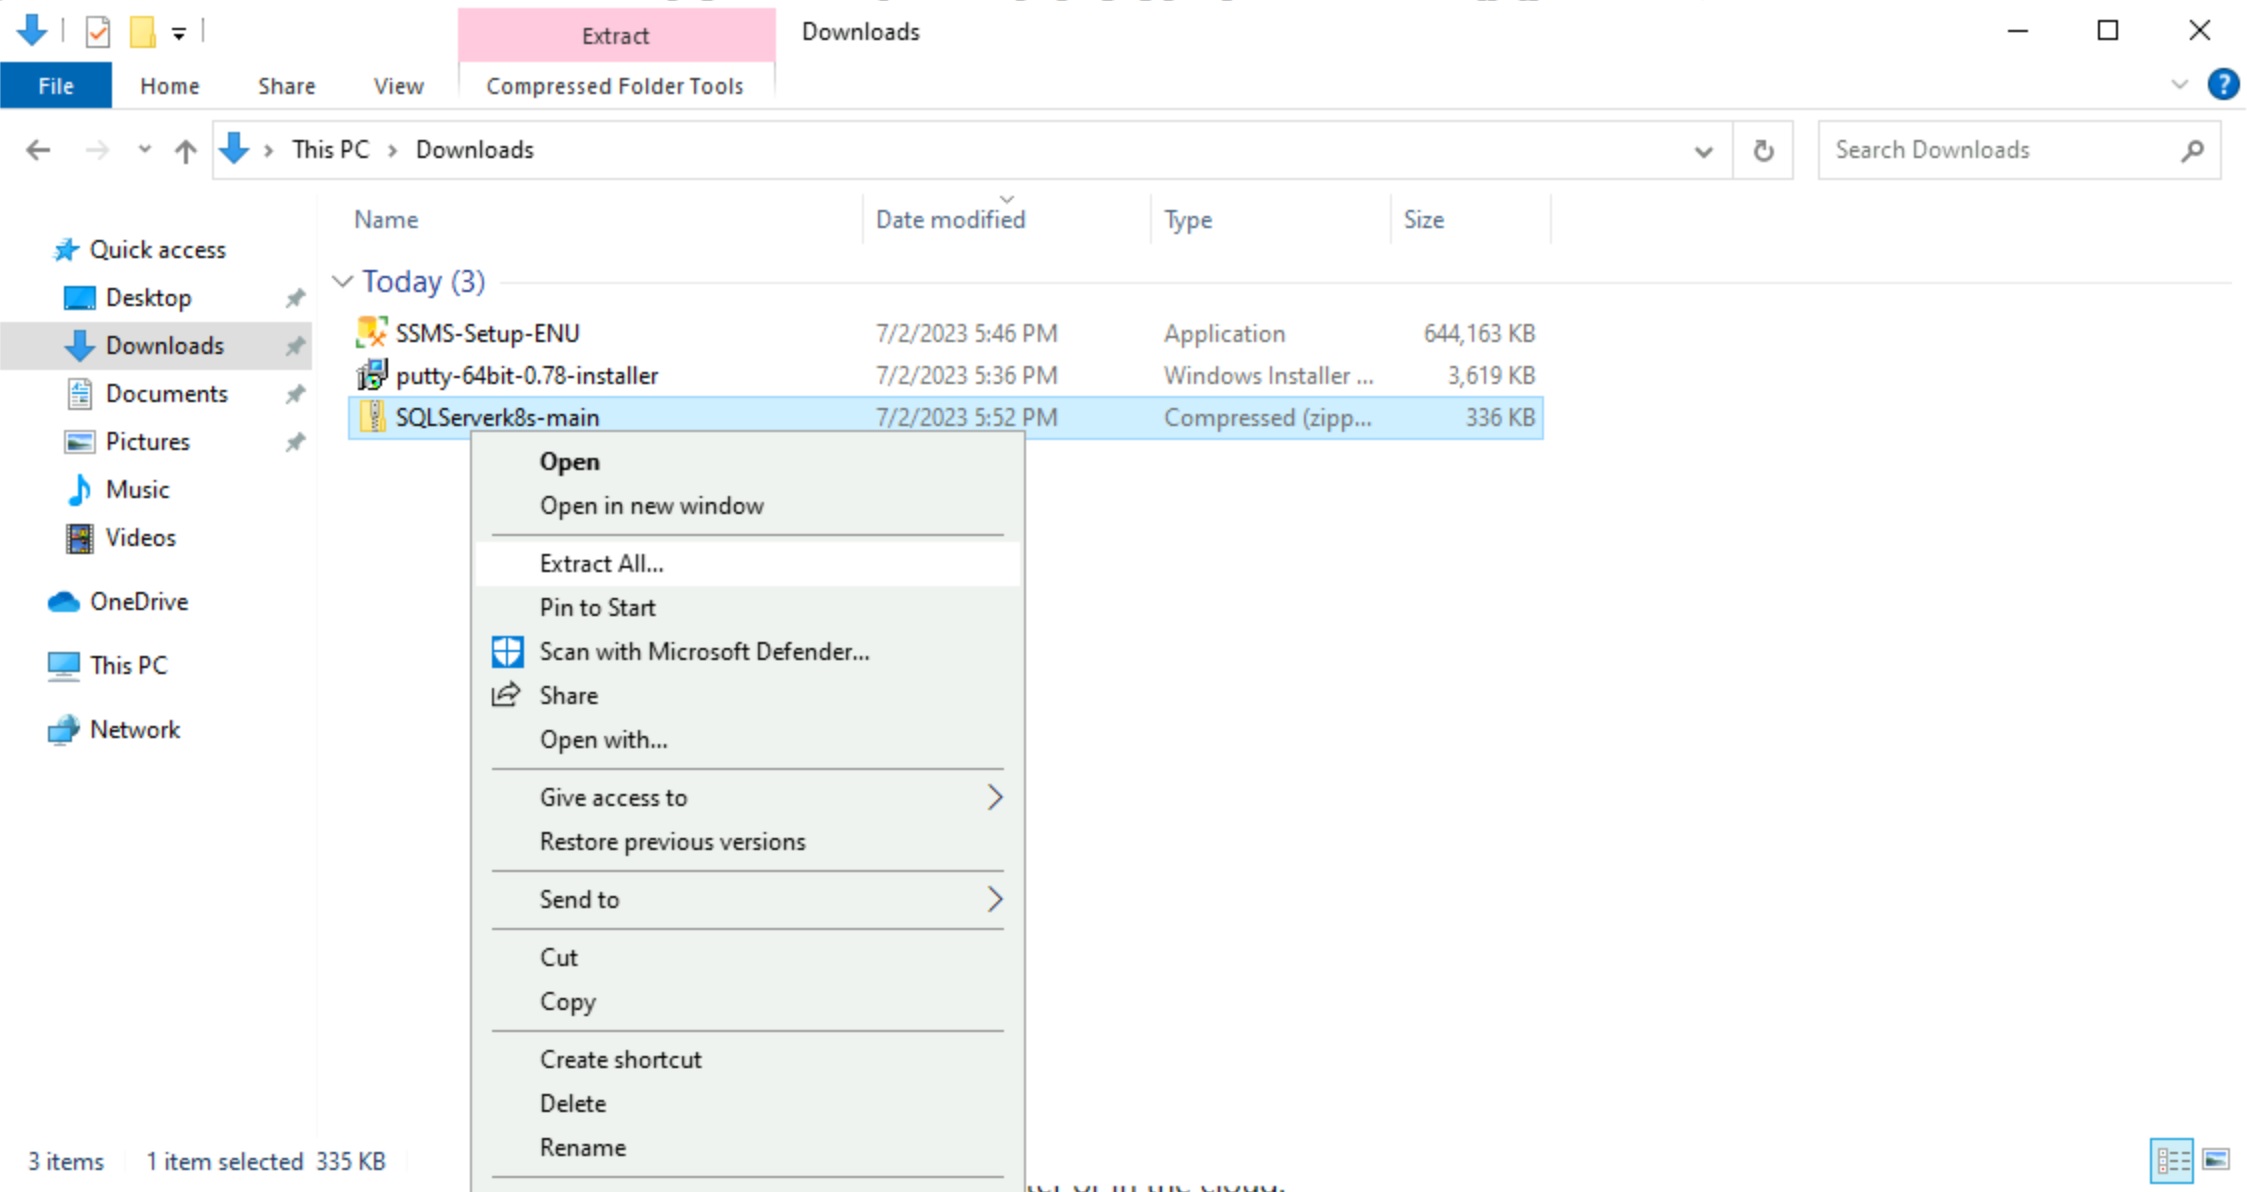 Extract
Downloads
File
Home
Share
View
Compressed Folder Tools
?
This PC > Downloads
Search Downloads
Name
Date modified
Type
Size
Quick access
Desktop
Downloads
Documents
Pictures
Music
Videos
OneDrive
This PC
Network
Today (3)
SSMS-Setup-ENU 7/2/2023 5:46 PM Application 644,163 KB
putty-64bit-0.78-installer 7/2/2023 5:36 PM Windows Installer ... 3,619 KB
SQLServerk8s-main 7/2/2023 5:52 PM Compressed (zipp... 336 KB
Open
Open in new window
Extract All...
Pin to Start
Scan with Microsoft Defender...
Share
Open with...
Give access to
Restore previous versions
Send to
Cut
Copy
Create shortcut
Delete
Rename
3 items 1 item selected 335 KB
or in the cloud.